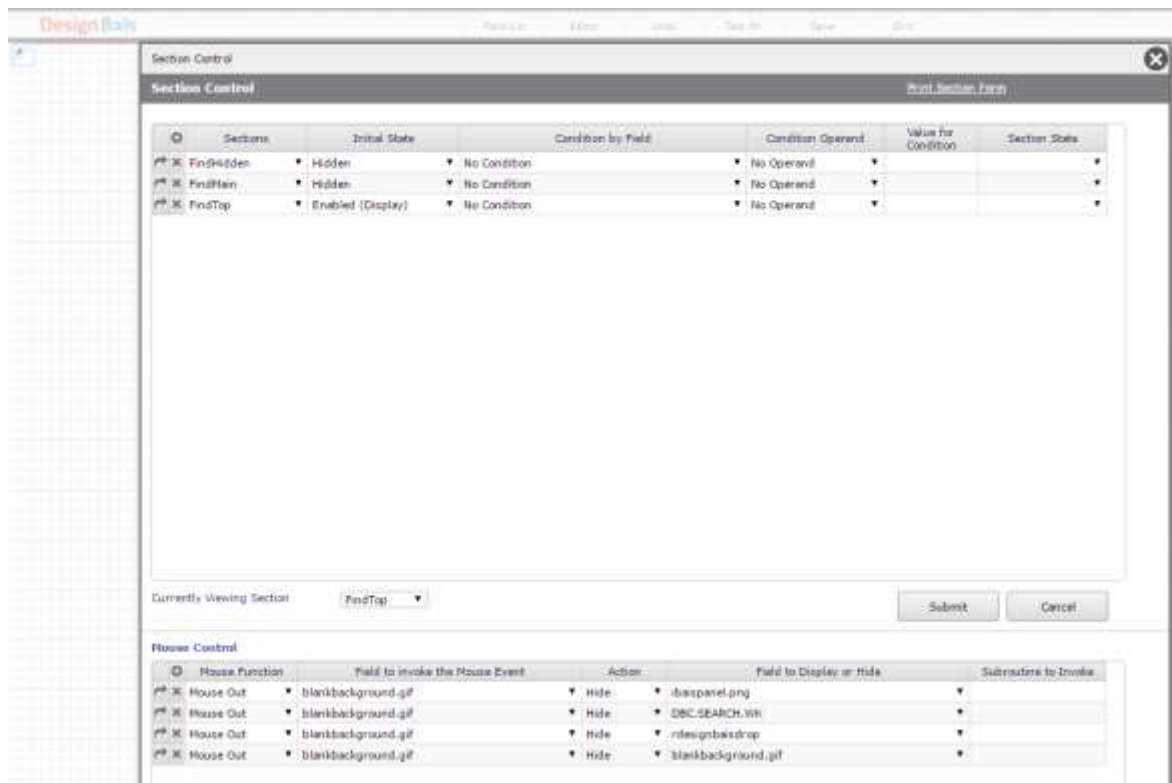 DesignBais
Section Control
Section Control Print Section Form
Sections Initial State Condition by Field Condition Operand Value for Condition Section State
FindHidden Hidden No Condition No Operand
FindMain Hidden No Condition No Operand
FindTop Enabled (Display) No Condition No Operand
Currently Viewing Section FindTop Submit Cancel
Mouse Control
Mouse Function Field to invoke the Mouse Event Action Field to Display or Hide Subroutine to Invoke
Mouse Out blankbackground.gif Hide
Mouse Out blankbackground.gif Hide DBC.SEARCH.WK
Mouse Out blankbackground.gif Hide rdesignbaisdrop
Mouse Out blankbackground.gif Hide blankbackground.gif